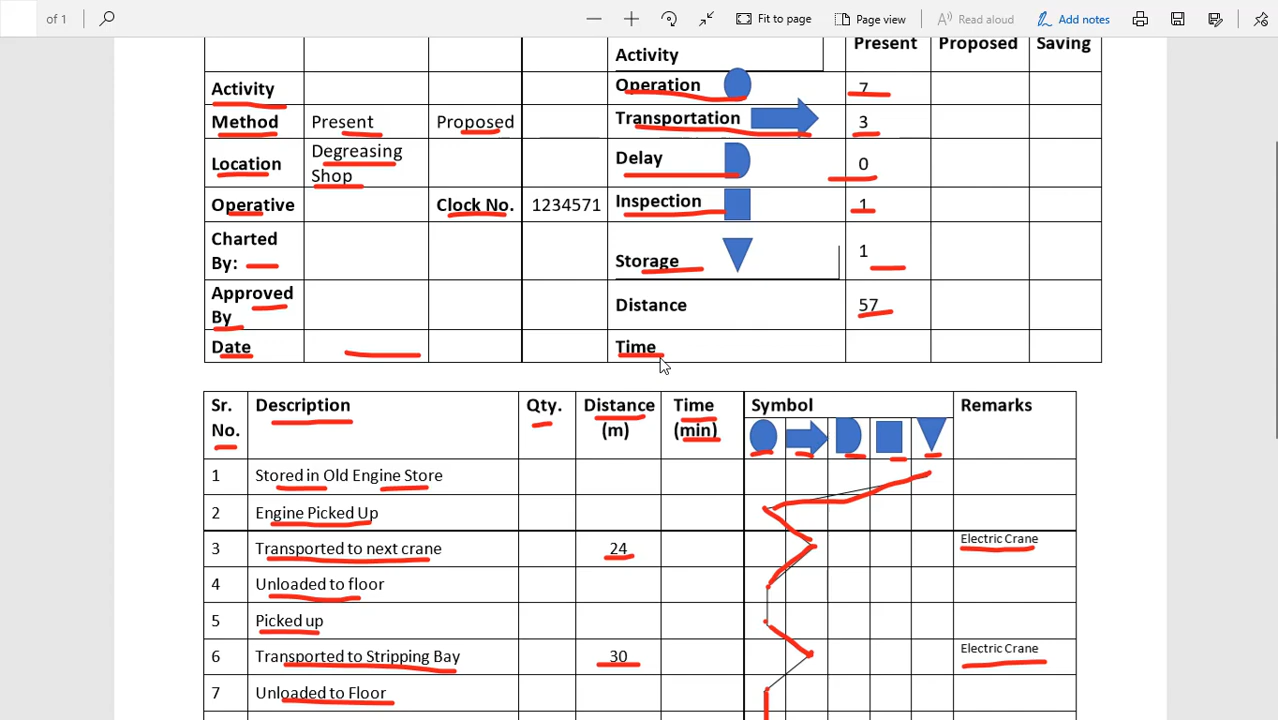 of 1 Fit to page Page view Read aloud Add notes
Activity Present Proposed Saving
Activity Operation 7
Method Present Proposed Transportation 3
Location Degreasing Shop Delay 0
Operative Clock No. 1234571 Inspection 1
Charted By: Storage 1
Approved By Distance 57
Date Time
Sr. No. Description Qty. Distance (m) Time (min) Symbol Remarks
1 Stored in Old Engine Store
2 Engine Picked Up
3 Transported to next crane 24 Electric Crane
4 Unloaded to floor
5 Picked up
6 Transported to Stripping Bay 30 Electric Crane
7 Unloaded to Floor